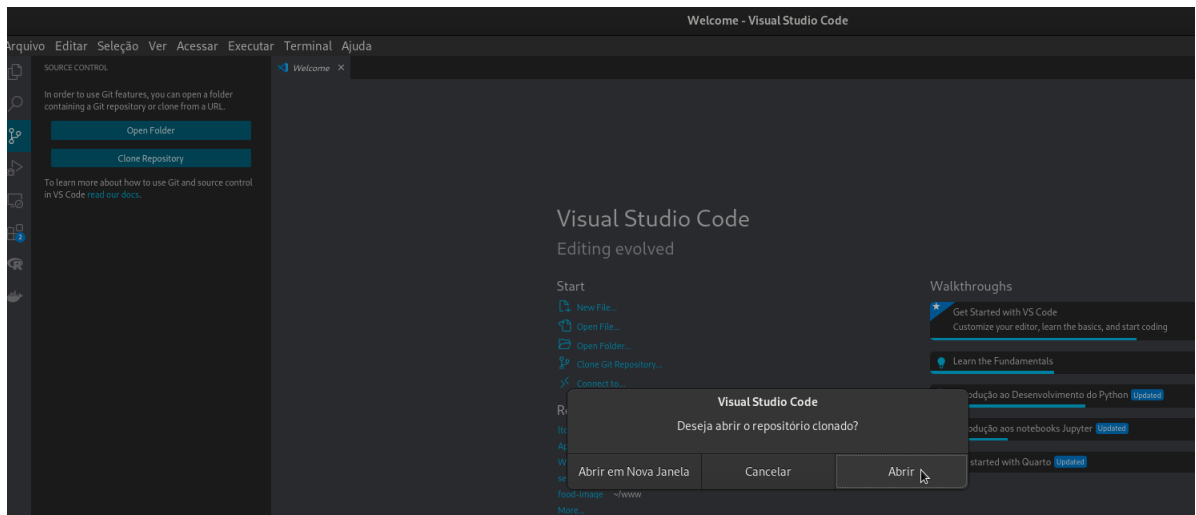 Welcome - Visual Studio Code
Arquivo Editar Seleção Ver Acessar Executar Terminal Ajuda
SOURCE CONTROL
Welcome
In order to use Git features, you can open a folder
containing a Git repository or clone from a URL.
Open Folder
Clone Repository
To learn more about how to use Git and source control
in VS Code read our docs.
2
Visual Studio Code
Editing evolved
Start
New File...
Open File...
Open Folder...
Clone Git Repository...
Connect to...
food-image ~/www
More...
Walkthroughs
Get Started with VS Code
Customize your editor, learn the basics, and start coding
Learn the Fundamentals
ao Desenvolvimento do Python Updated
aos notebooks Jupyter Updated
started with Quarto Updated
Visual Studio Code
Deseja abrir o repositório clonado?
Abrir em Nova Janela
Cancelar
Abrir